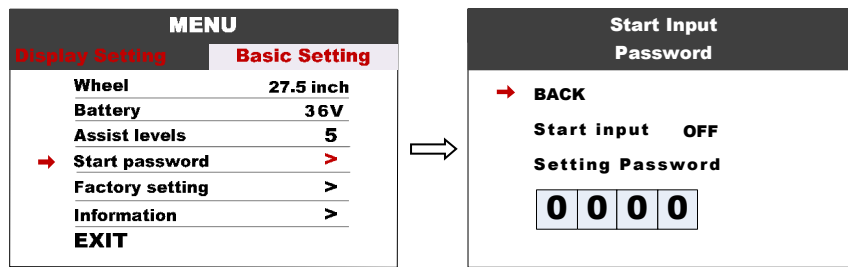 MENU
Display Setting Basic Setting
Wheel 27.5 inch
Battery 36V
Assist levels 5
Start password >
Factory setting >
Information >
EXIT
Start Input
Password
BACK
Start input OFF
Setting Password
0 0 0 0